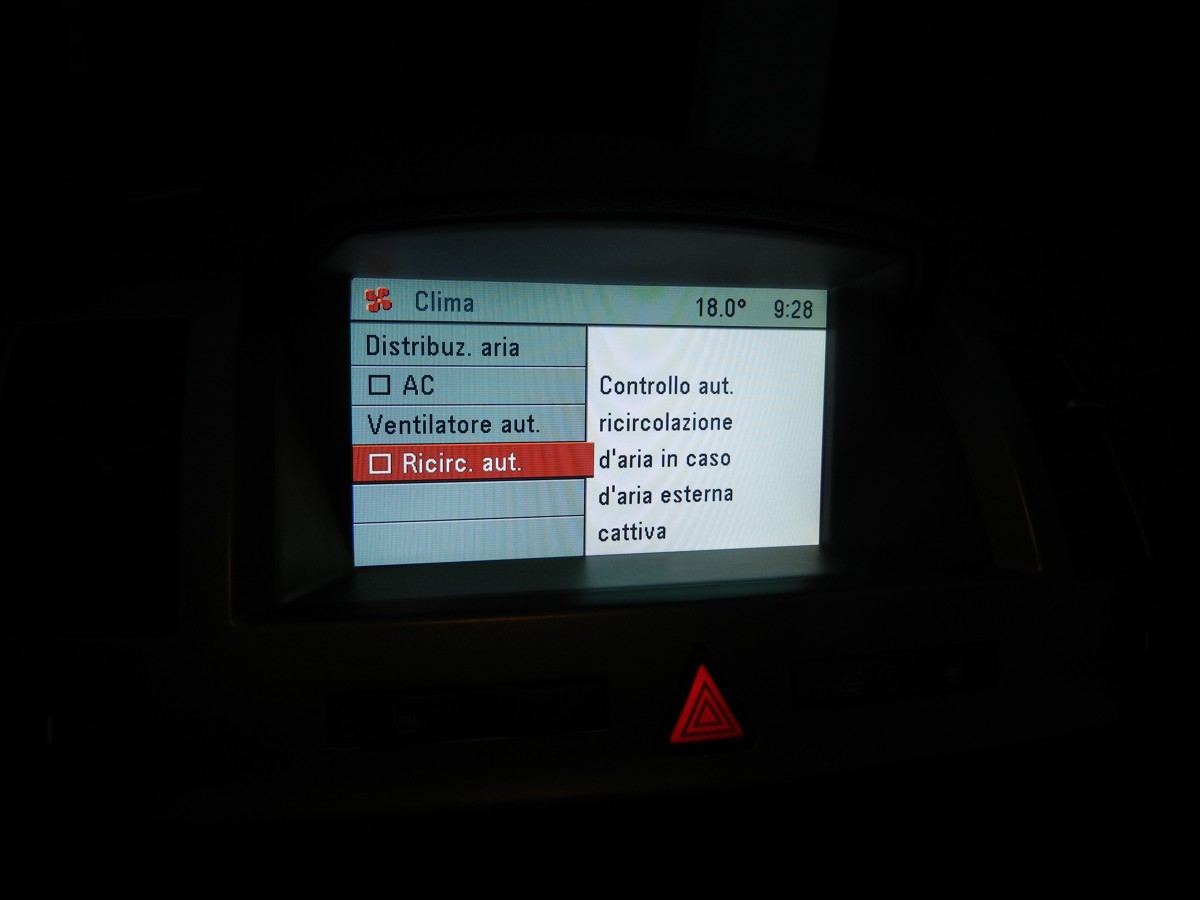 Clima 18.0° 9:28
Distribuz. aria
AC
Ventilatore aut.
Ricirc. aut.
Controllo aut.
ricircolazione
d'aria in caso
d'aria esterna
cattiva